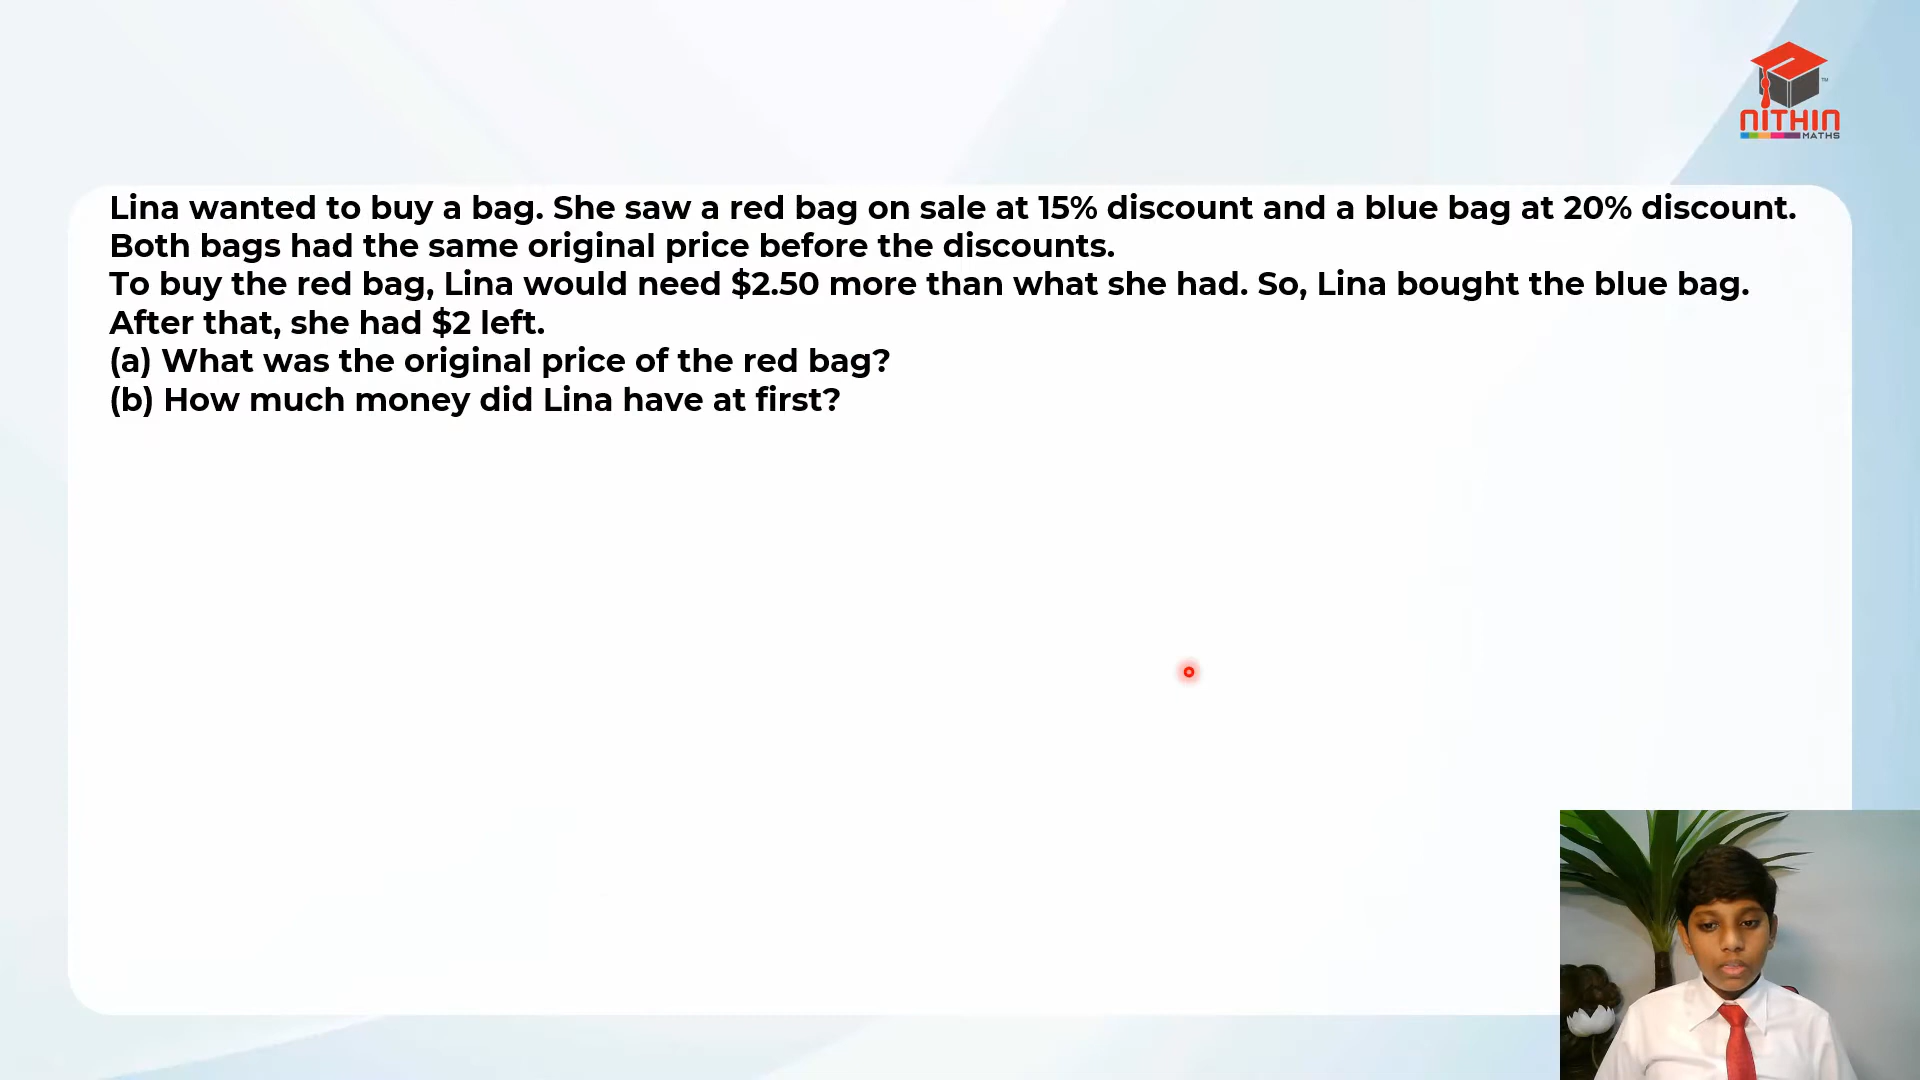 NITHIN
MATHS
TM
Lina wanted to buy a bag. She saw a red bag on sale at 15% discount and a blue bag at 20% discount.
Both bags had the same original price before the discounts.
To buy the red bag, Lina would need $2.50 more than what she had. So, Lina bought the blue bag.
After that, she had $2 left.
(a) What was the original price of the red bag?
(b) How much money did Lina have at first?